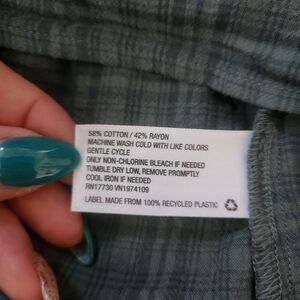 58% COTTON / 42% RAYON
MACHINE WASH COLD WITH LIKE COLORS
GENTLE CYCLE
ONLY NON-CHLORINE BLEACH IF NEEDED
TUMBLE DRY LOW, REMOVE PROMPTLY
COOL IRON IF NEEDED
RN17730 VN1974109
LABEL MADE FROM 100% RECYCLED PLASTIC